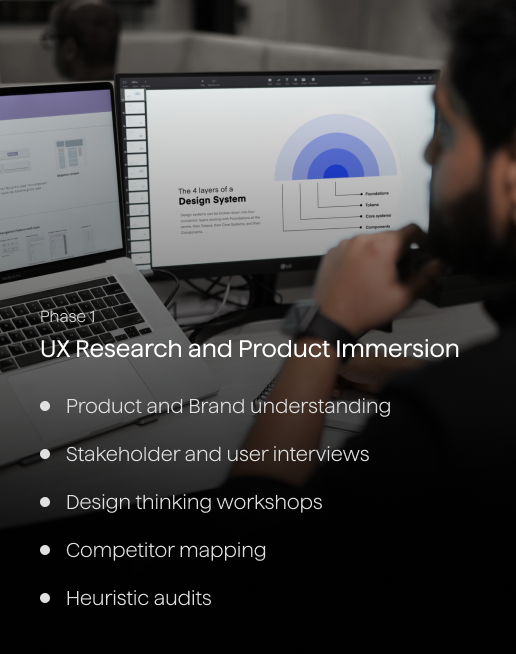 The 4 layers of a
Design System
Foundations
Tokens
Core systems
Components
LG
Phase 1
UX Research and Product Immersion
Product and Brand understanding
Stakeholder and user interviews
Design thinking workshops
Competitor mapping
Heuristic audits